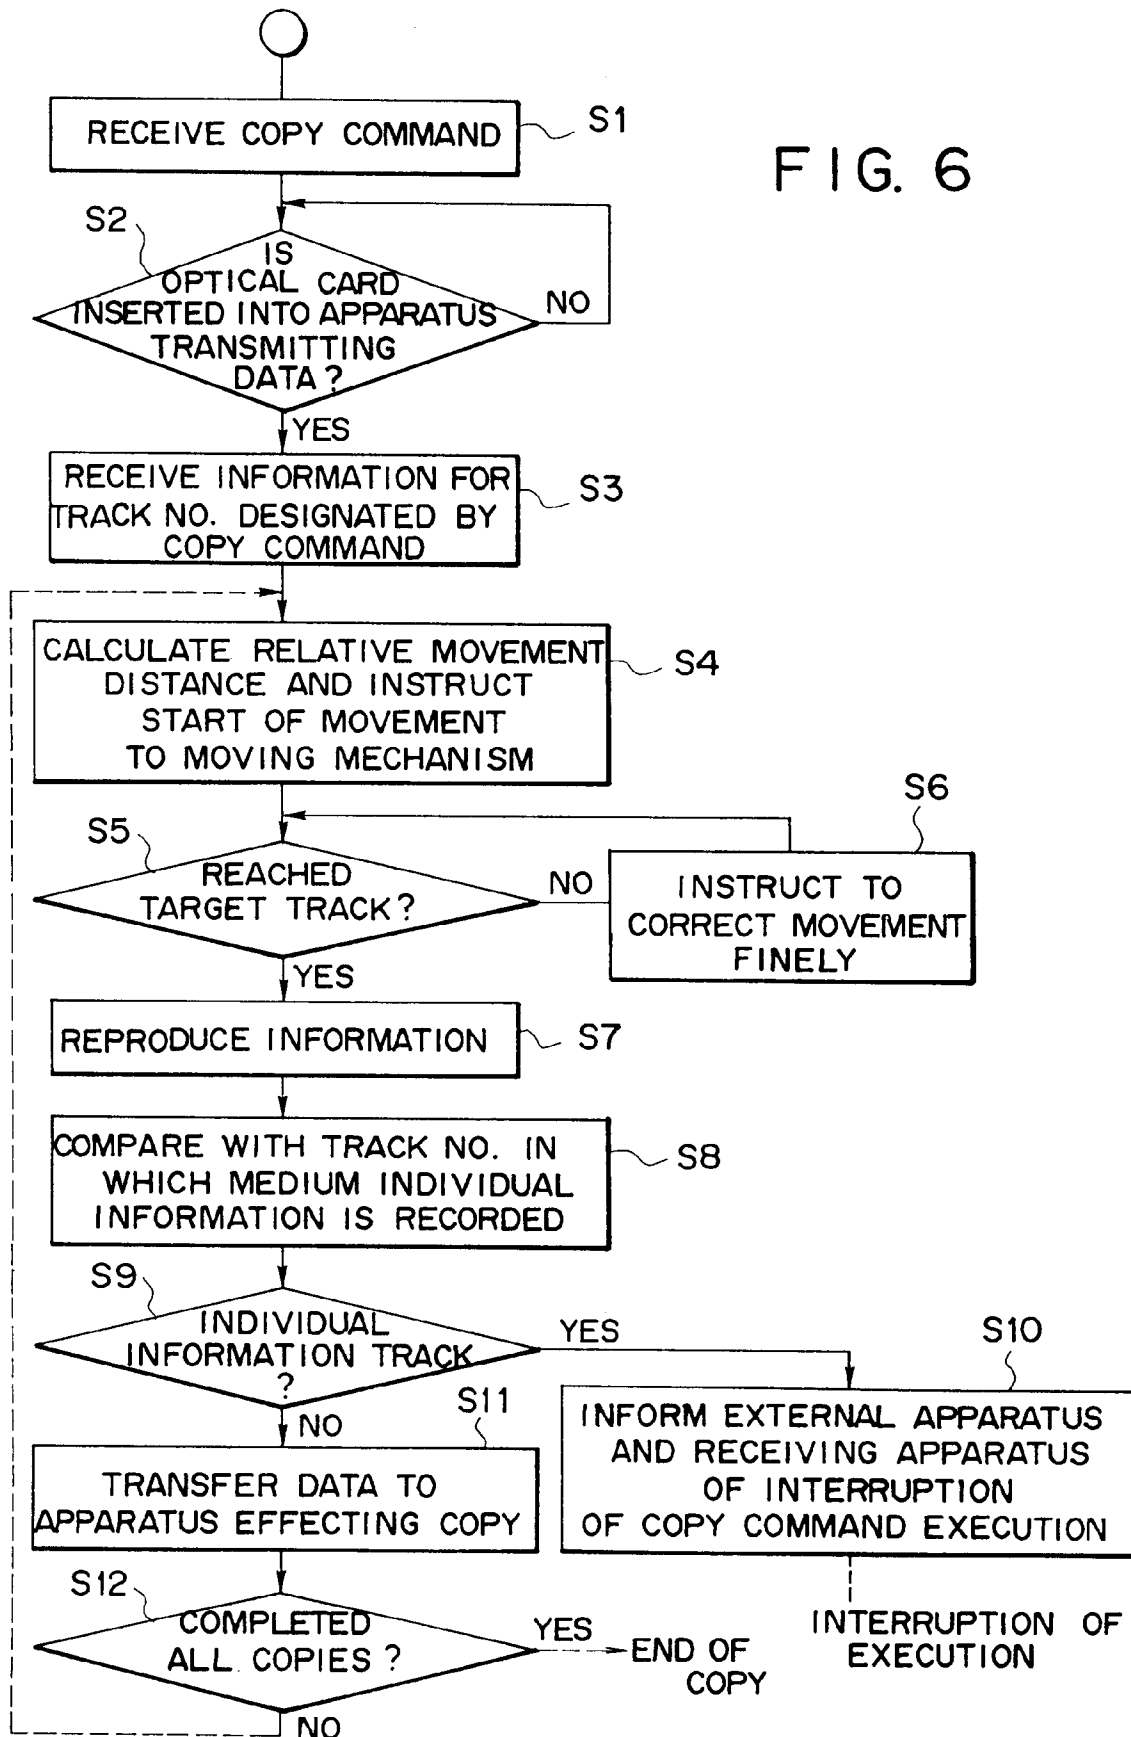 RECEIVE COPY COMMAND
S1
FIG. 6
S2
IS
OPTICAL CARD
INSERTED INTO APPARATUS
TRANSMITTING
DATA?
NO
YES
RECEIVE INFORMATION FOR
TRACK NO. DESIGNATED BY
COPY COMMAND
S3
CALCULATE RELATIVE MOVEMENT
DISTANCE AND INSTRUCT
START OF MOVEMENT
TO MOVING MECHANISM
S4
S5
REACHED
TARGET TRACK?
NO
S6
INSTRUCT TO
CORRECT MOVEMENT
FINELY
YES
REPRODUCE INFORMATION
S7
COMPARE WITH TRACK NO. IN
WHICH MEDIUM INDIVIDUAL
INFORMATION IS RECORDED
S8
S9
INDIVIDUAL
INFORMATION TRACK
?
YES
S10
INFORM EXTERNAL APPARATUS
AND RECEIVING APPARATUS
OF INTERRUPTION
OF COPY COMMAND EXECUTION
NO
S11
TRANSFER DATA TO
APPARATUS EFFECTING COPY
S12
COMPLETED
ALL COPIES?
YES
END OF
COPY
INTERRUPTION OF
EXECUTION
NO